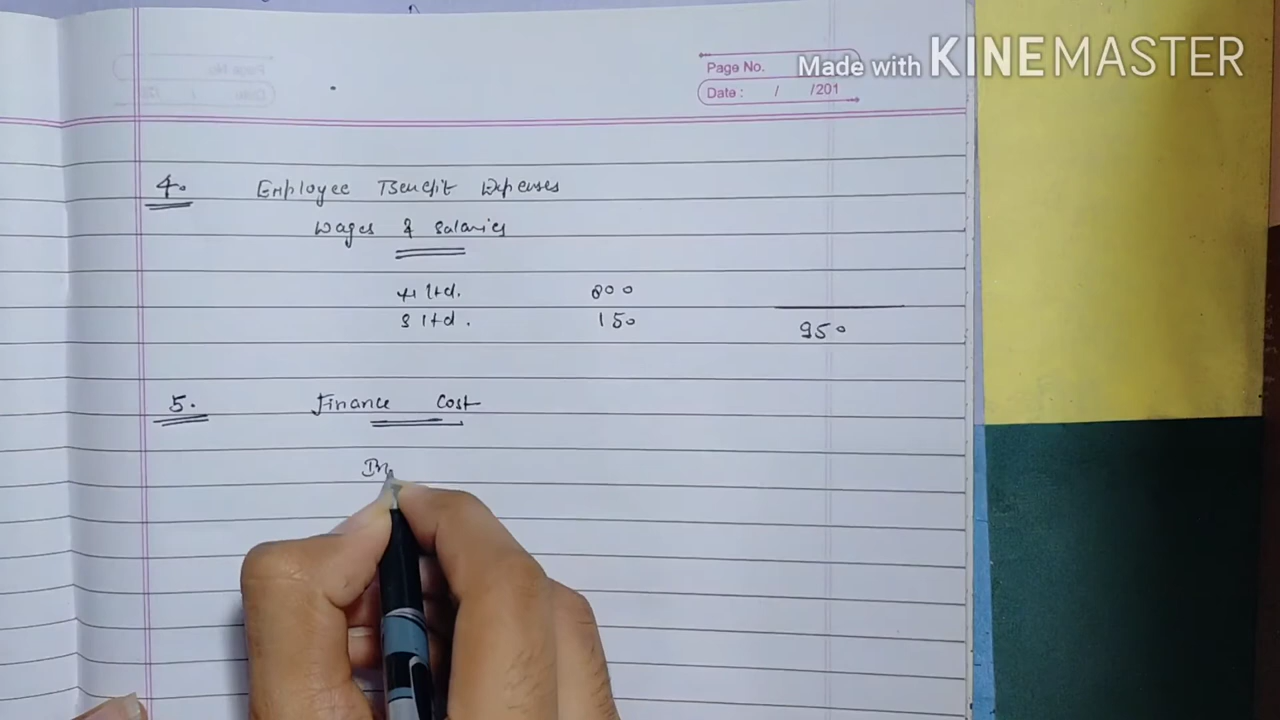 Page No.
Made with KINEMASTER
Date : / /201
4. Employee Benefit Expenses
Wages & Salaries
H ltd. 800
S ltd. 150 950
5. Finance Cost
In